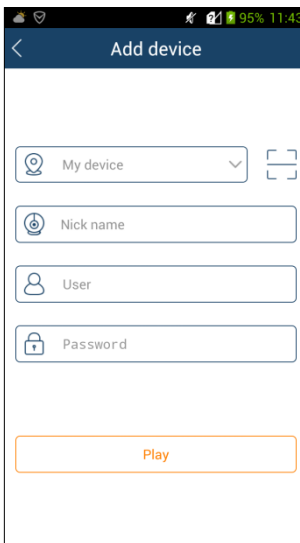 95% 11:43
Add device
My device
Nick name
User
Password
Play